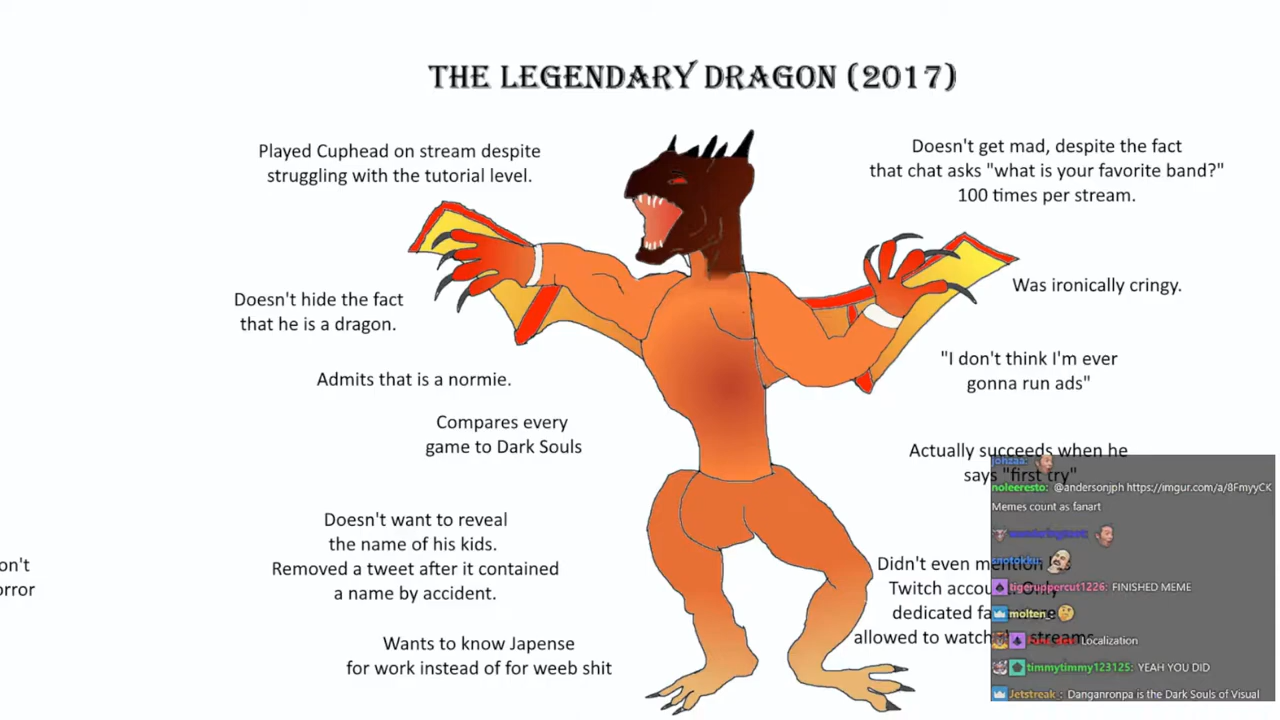 THE LEGENDARY DRAGON (2017)
Played Cuphead on stream despite
struggling with the tutorial level.
Doesn't get mad, despite the fact
that chat asks "what is your favorite band?"
100 times per stream.
Doesn't hide the fact
that he is a dragon.
Was ironically cringy.
Admits that is a normie.
"I don't think I'm ever
gonna run ads"
Compares every
game to Dark Souls
Actually succeeds when he
says "first try"
Doesn't want to reveal
the name of his kids.
Removed a tweet after it contained
a name by accident.
on't
orror
Didn't even mention
Twitch Only
dedicated
allowed to watch streams
Wants to know Japense
for work instead of for weeb shit
johzaa:
noleeresto: @andersonjph https://imgur.com/a/8FmyyCK
Memes count as fanart
snotokku:
tigeruppercut1226: FINISHED MEME
molten:
Localization
timmytimmy123125: YEAH YOU DID
Jetstreak : Danganronpa is the Dark Souls of Visual